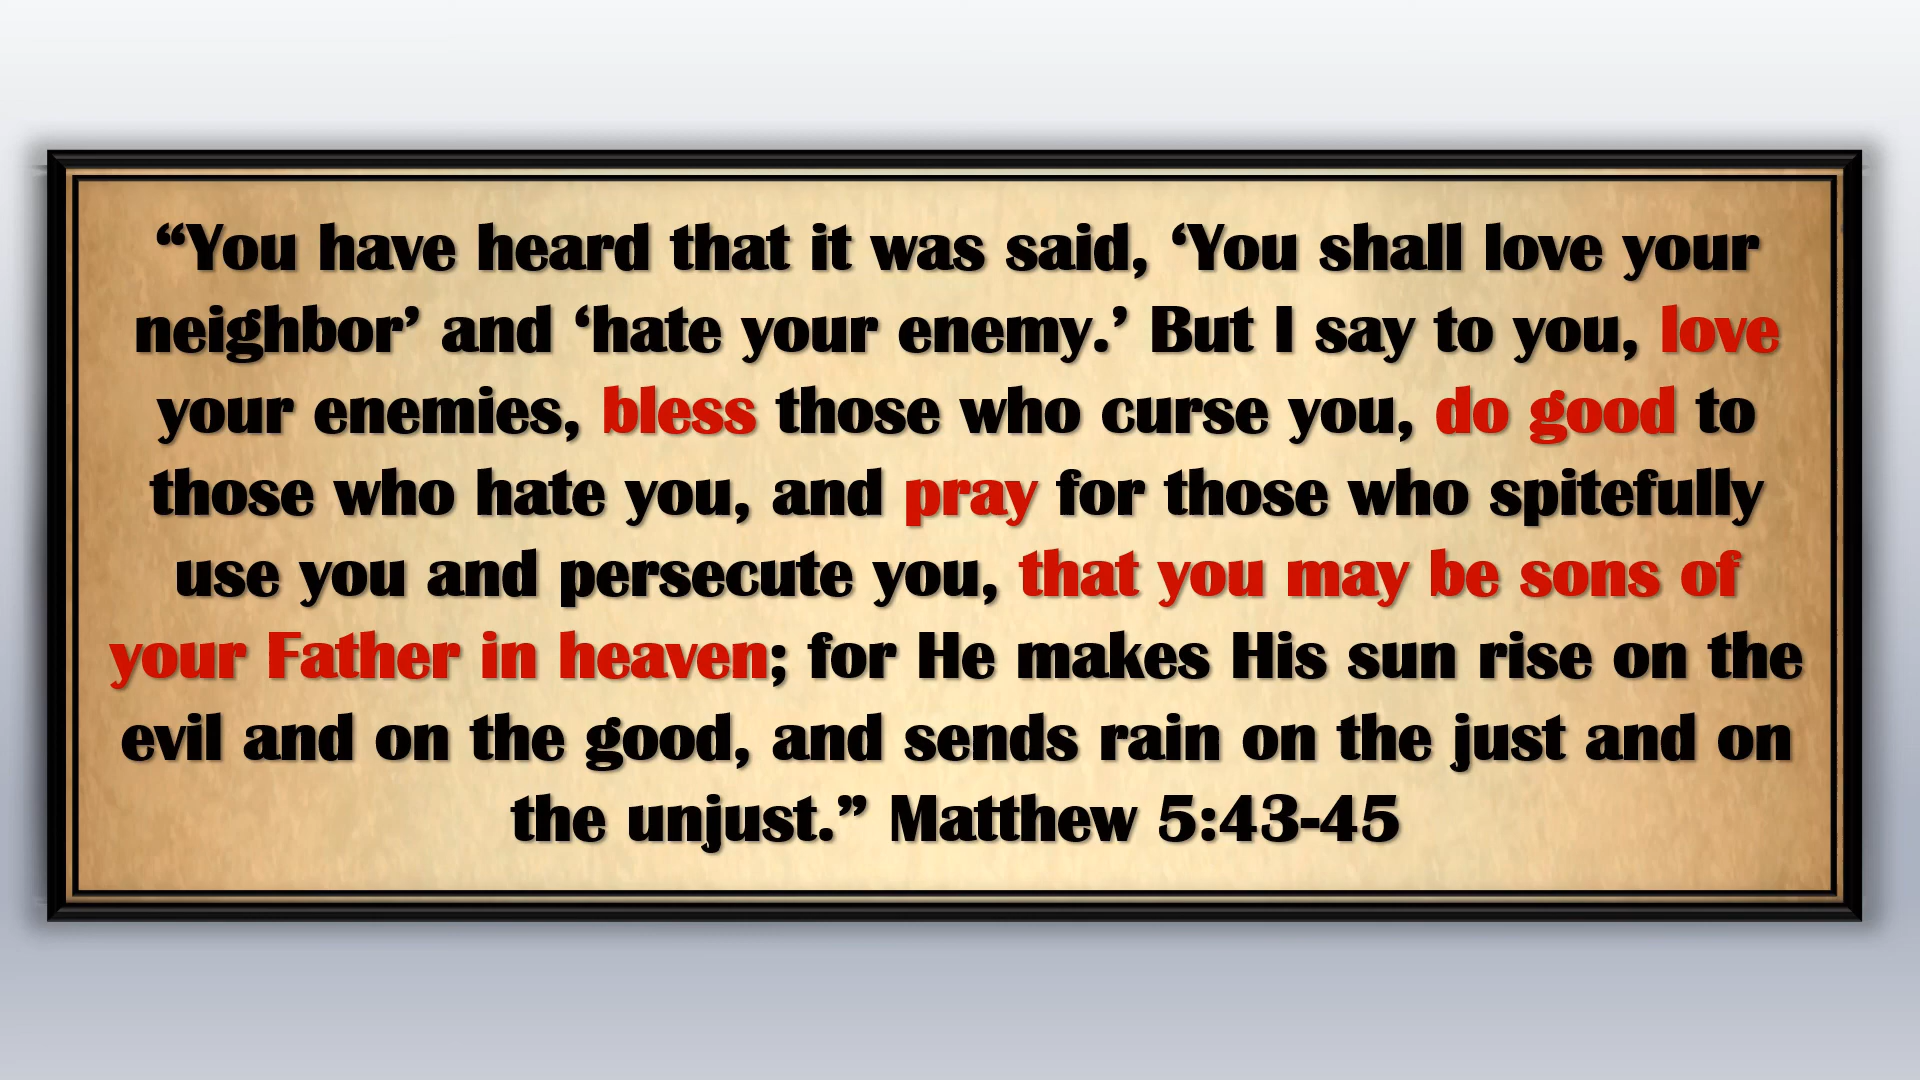 “You have heard that it was said, ‘You shall love your
neighbor’ and ‘hate your enemy.’ But I say to you, love
your enemies, bless those who curse you, do good to
those who hate you, and pray for those who spitefully
use you and persecute you, that you may be sons of
your Father in heaven; for He makes His sun rise on the
evil and on the good, and sends rain on the just and on
the unjust.” Matthew 5:43-45